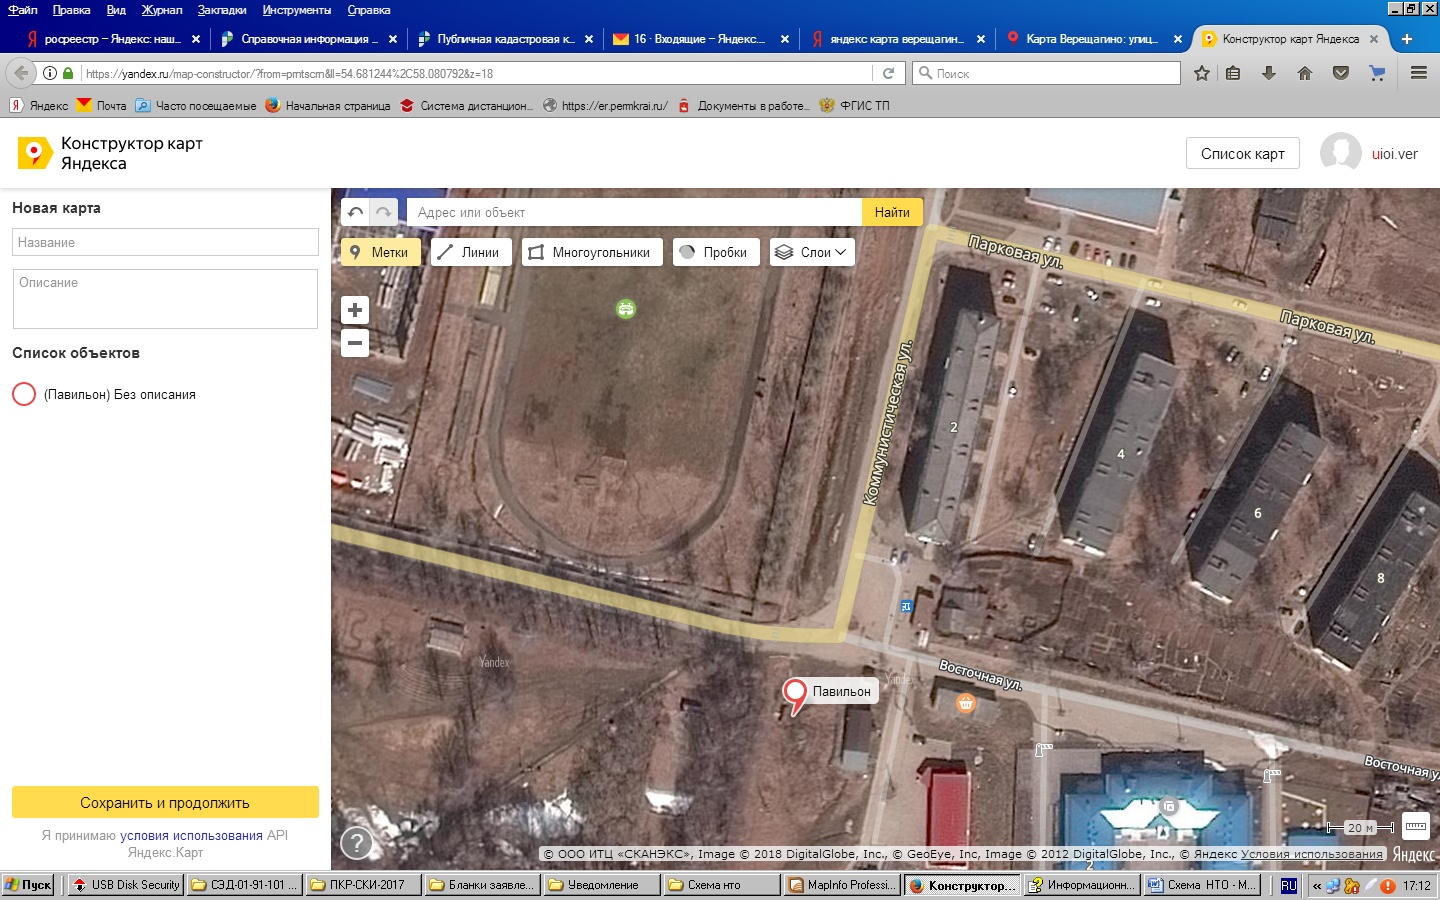 Файл Правка Вид Журнал Закладки Инструменты Справка
росреестр – Яндекс: наш...
Справочная информация ...
Публичная кадастровая к...
16 · Входящие – Яндекс....
яндекс карта верещагин...
Карта Верещагино: улиц...
Конструктор карт Яндекса
https://yandex.ru/map-constructor/?from=prntscrn&ll=54.681244%2C58.080792&z=18
Поиск
Яндекс Почта Часто посещаемые Начальная страница Система дистанцион... https://er.permkrai.ru/ Документы в работе... ФГИС ТП
Конструктор карт
Яндекса
Список карт
uioi.ver
Новая карта
Название
Описание
Список объектов
(Павильон) Без описания
Сохранить и продолжить
Я принимаю условия использования API
Яндекс.Карт
Адрес или объект
Найти
Метки Линии Многоугольники Пробки Слои
Парковая ул.
Парковая ул.
Коммунистическая ул.
2
4
6
8
Yandex
Yandex
Павильон
Восточная ул.
Восточная ул
2
20 м
?
© ООО ИТЦ «СКАНЭКС», Image © 2018 DigitalGlobe, Inc., © GeoEye, Inc, Image © 2012 DigitalGlobe, Inc., © Яндекс Условия использования
Яндекс
Пуск
USB Disk Security
СЭД-01-91-101 ...
ПКР-СКИ-2017
Бланки заявле...
Уведомление
Схема нто
MapInfo Professi...
Конструктор...
Информационн...
Схема НТО - M...
RU
17:12